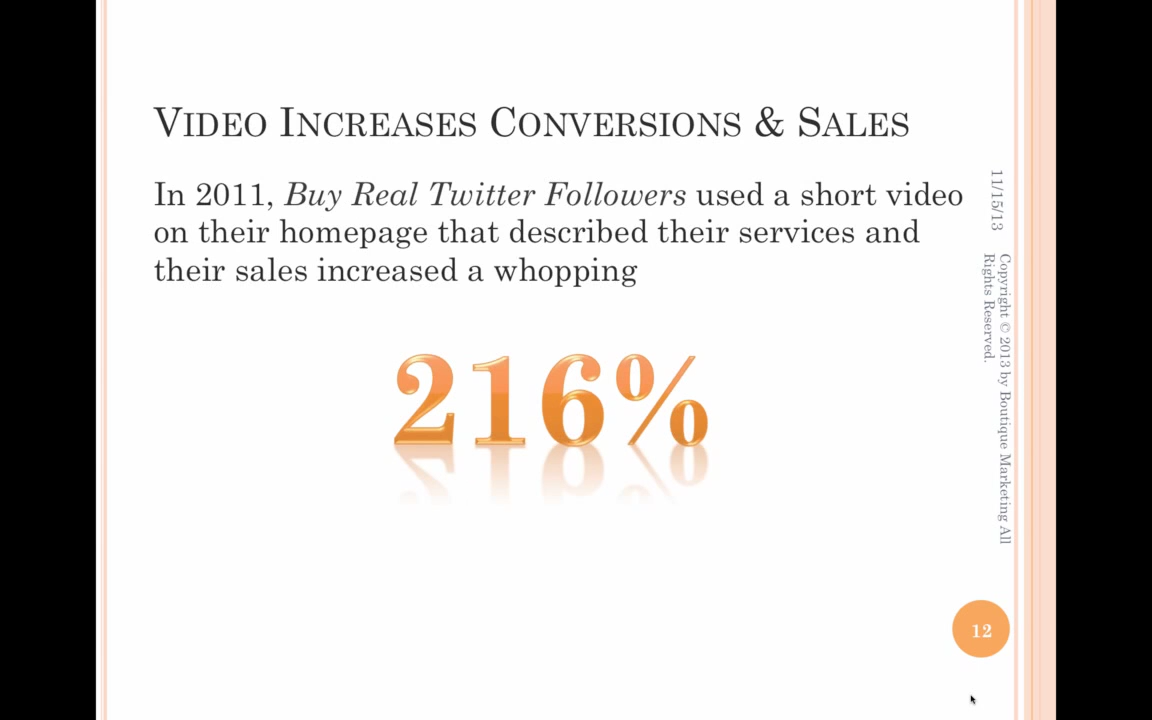 Video Increases Conversions & Sales
In 2011, Buy Real Twitter Followers used a short video
on their homepage that described their services and
their sales increased a whopping
216%
11/15/13
Copyright © 2013 by Boutique Marketing All
Rights Reserved.
12